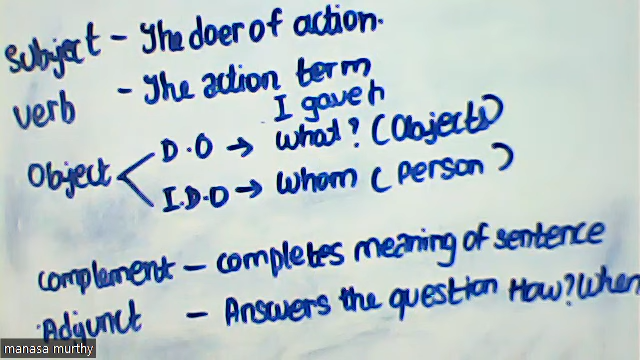 Subject - The doer of action.
verb - The action term
I gave h
Object D.O → what? (Objects)
I.D.O → whom (person)
complement - completes meaning of sentence
Adjunct - Answers the question How? When
manasa murthy